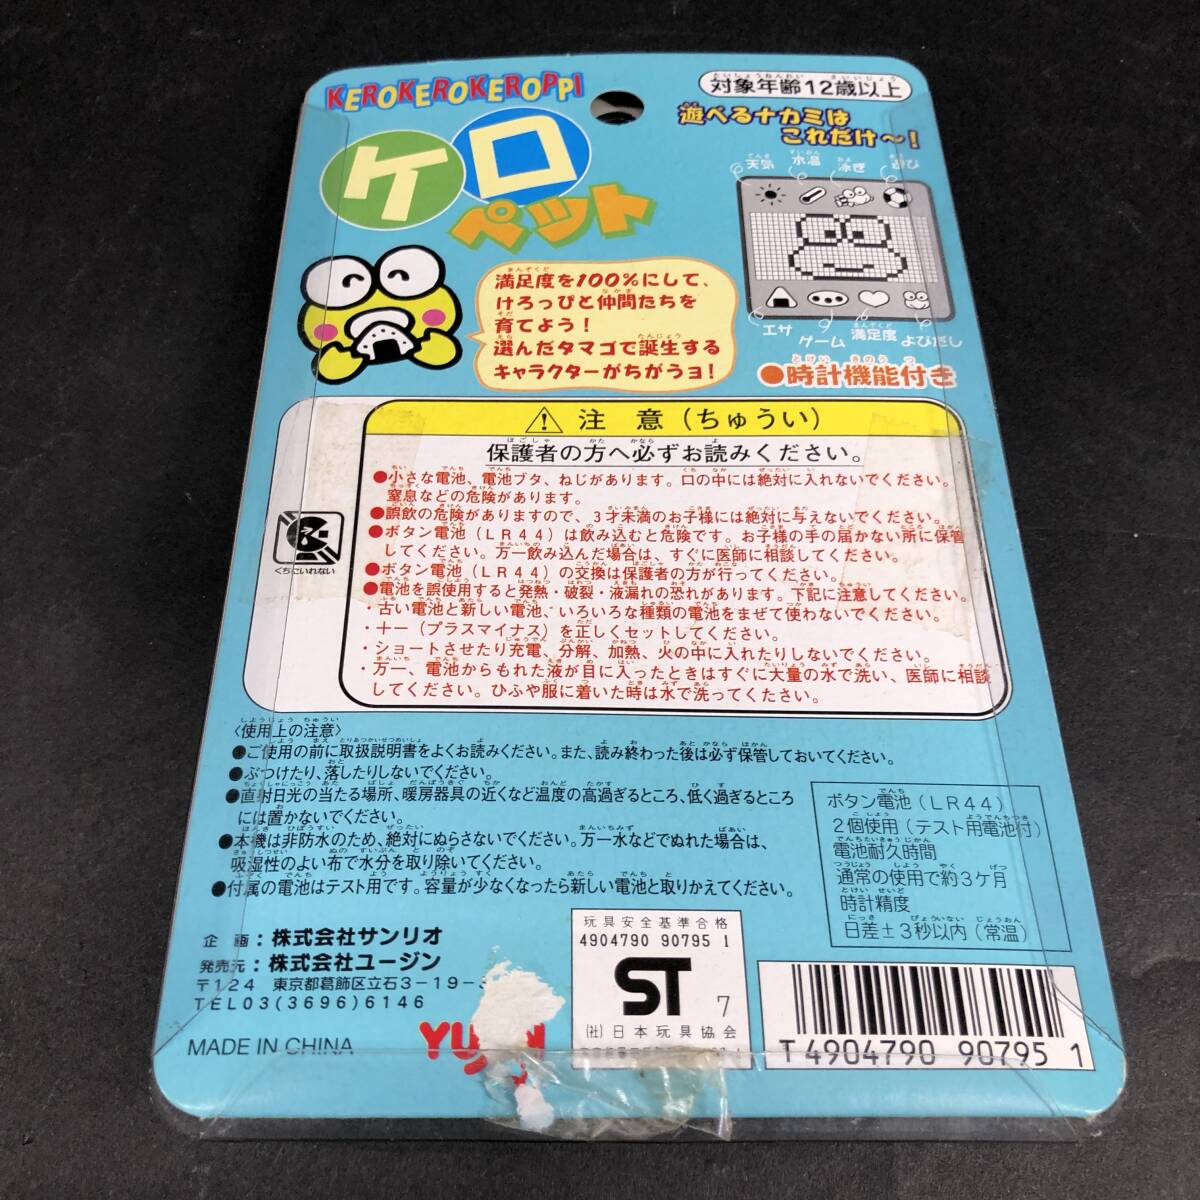 KEROKEROKEROPPI
ケロ
ペット
対象年齢12歳以上
遊べるナカミは
これだけ〜!
天気 水温 泳ぎ 遊び
エサ ゲーム 満足度 よびだし
●時計機能付き
満足度を100%にして、
けろっぴと仲間たちを
育てよう!
選んだタマゴで誕生する
キャラクターがちがうヨ!
注意(ちゅうい)
保護者の方へ必ずお読みください。
●小さな電池、電池ブタ、ねじがあります。口の中には絶対に入れないでください。
窒息などの危険があります。
●誤飲の危険がありますので、3才未満のお子様には絶対に与えないでください。
●ボタン電池(LR44)は飲み込むと危険です。お子様の手の届かない所に保管
してください。万一飲み込んだ場合は、すぐに医師に相談してください。
●ボタン電池(LR44)の交換は保護者の方が行ってください。
●電池を誤使用すると発熱・破裂・液漏れの恐れがあります。下記に注意してください。
・古い電池と新しい電池、いろいろな種類の電池をまぜて使わないでください。
・+−(プラスマイナス)を正しくセットしてください。
・ショートさせたり充電、分解、加熱、火の中に入れたりしないでください。
・万一、電池からもれた液が目に入ったときはすぐに大量の水で洗い、医師に相談
してください。ひふや服に着いた時は水で洗ってください。
くちにいれない
〈使用上の注意〉
●ご使用の前に取扱説明書をよくお読みください。また、読み終わった後は必ず保管しておいてください。
●ぶつけたり、落したりしないでください。
●直射日光の当たる場所、暖房器具の近くなど温度の高過ぎるところ、低く過ぎるところ
には置かないでください。
●本機は非防水のため、絶対にぬらさないでください。万一水などでぬれた場合は、
吸湿性のよい布で水分を取り除いてください。
●付属の電池はテスト用です。容量が少なくなったら新しい電池と取りかえてください。
ボタン電池(LR44)
2個使用(テスト用電池付)
電池耐久時間
通常の使用で約3ケ月
時計精度
日差±3秒以内(常温)
企画:株式会社サンリオ
発売元:株式会社ユージン
〒124 東京都葛飾区立石3-19-
TEL03(3696)6146
MADE IN CHINA
玩具安全基準合格
4904790 90795 1
ST 7
(社)日本玩具協会
T4904790 90795 1